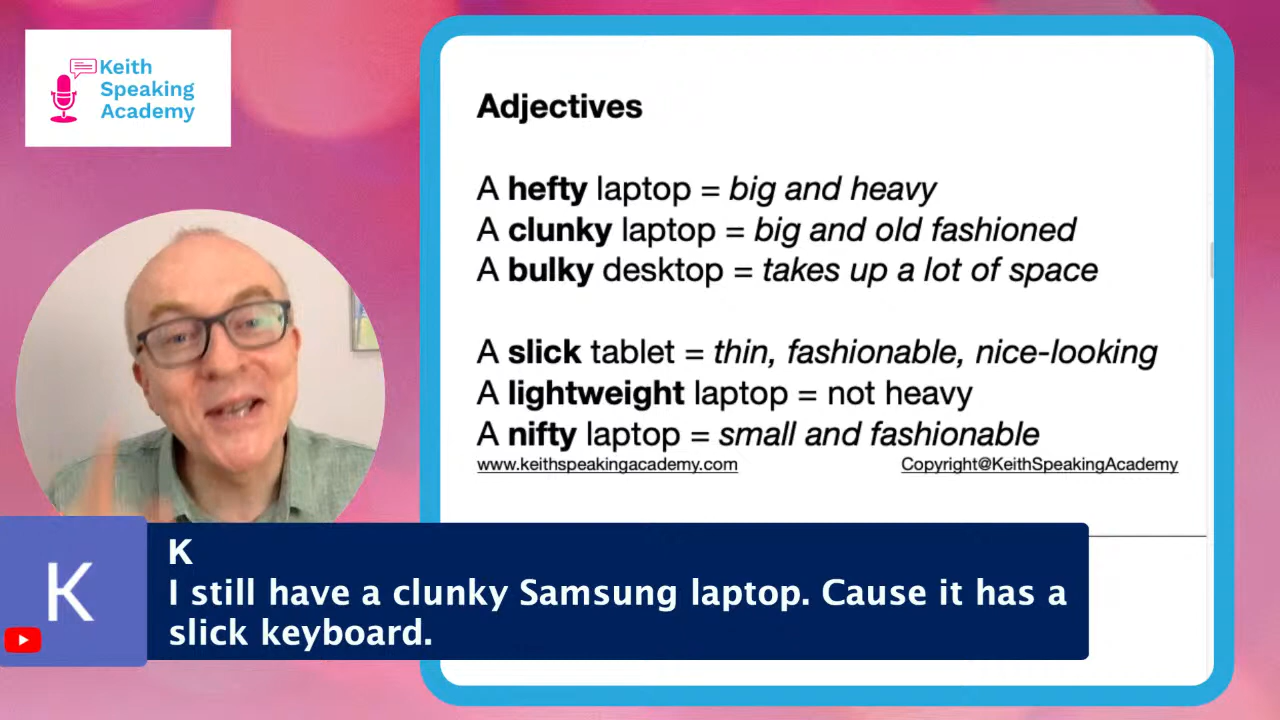 Keith
Speaking
Academy
Adjectives
A hefty laptop = big and heavy
A clunky laptop = big and old fashioned
A bulky desktop = takes up a lot of space
A slick tablet = thin, fashionable, nice-looking
A lightweight laptop = not heavy
A nifty laptop = small and fashionable
www.keithspeakingacademy.com Copyright@KeithSpeakingAcademy
K
K
I still have a clunky Samsung laptop. Cause it has a
slick keyboard.